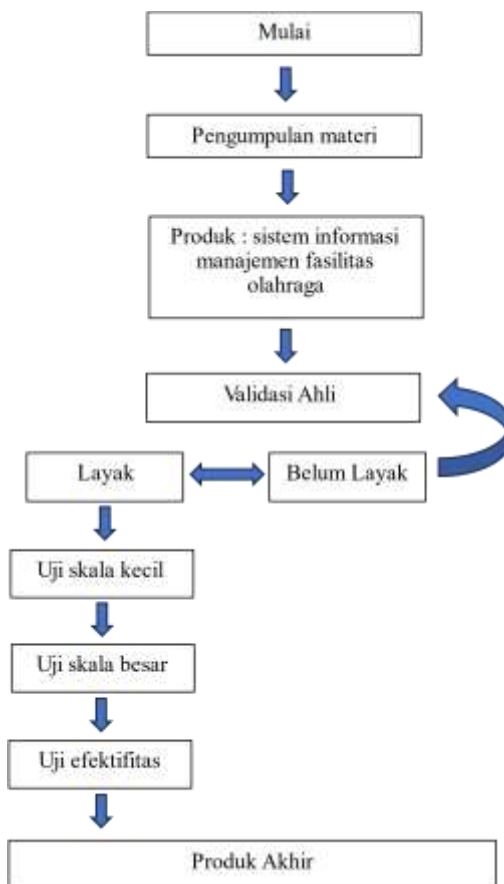 Mulai
Pengumpulan materi
Produk : sistem informasi
manajemen fasilitas
olahraga
Validasi Ahli
Layak
Belum Layak
Uji skala kecil
Uji skala besar
Uji efektifitas
Produk Akhir